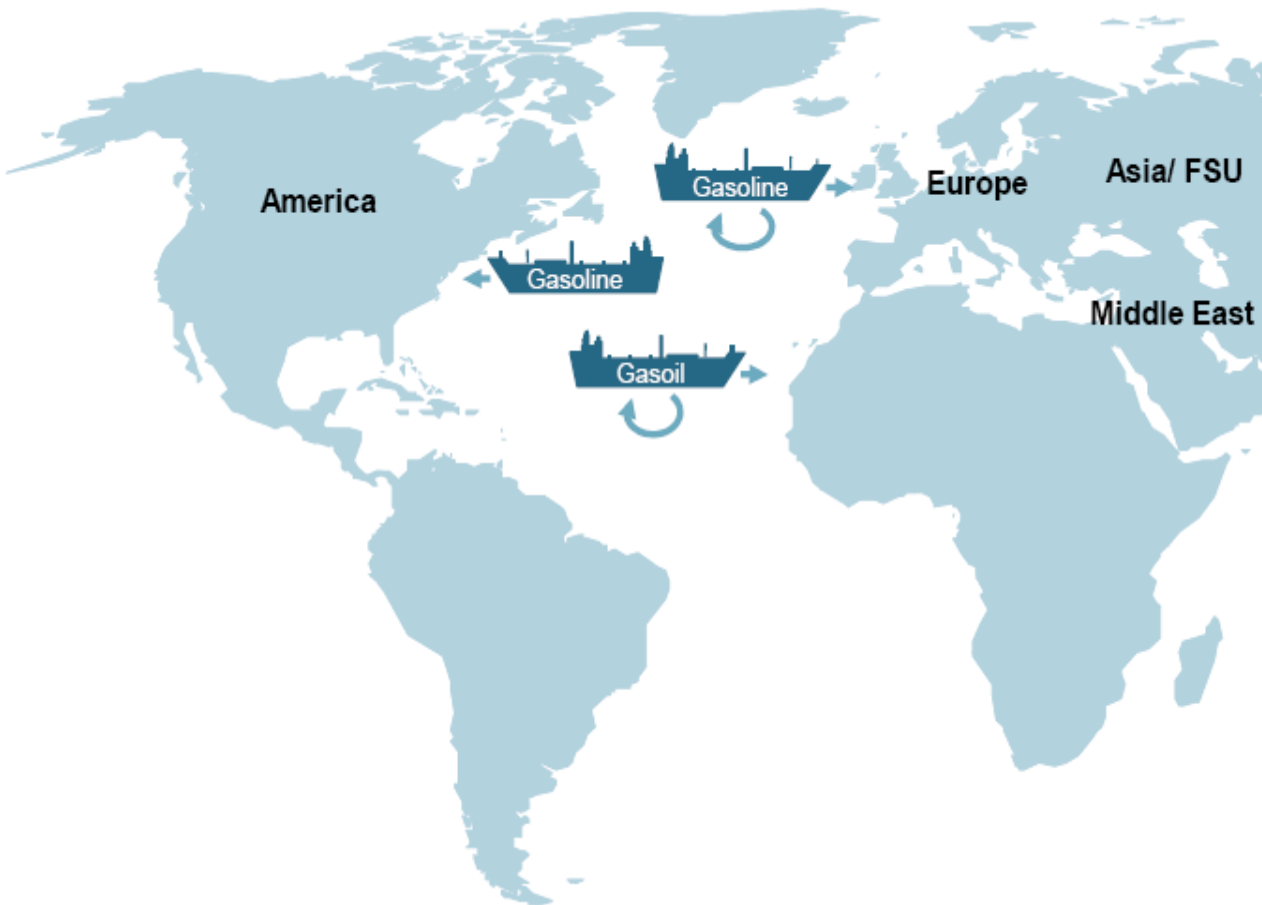 Gasoline
Europe
Asia/ FSU
America
Gasoline
Middle East
Gasoil